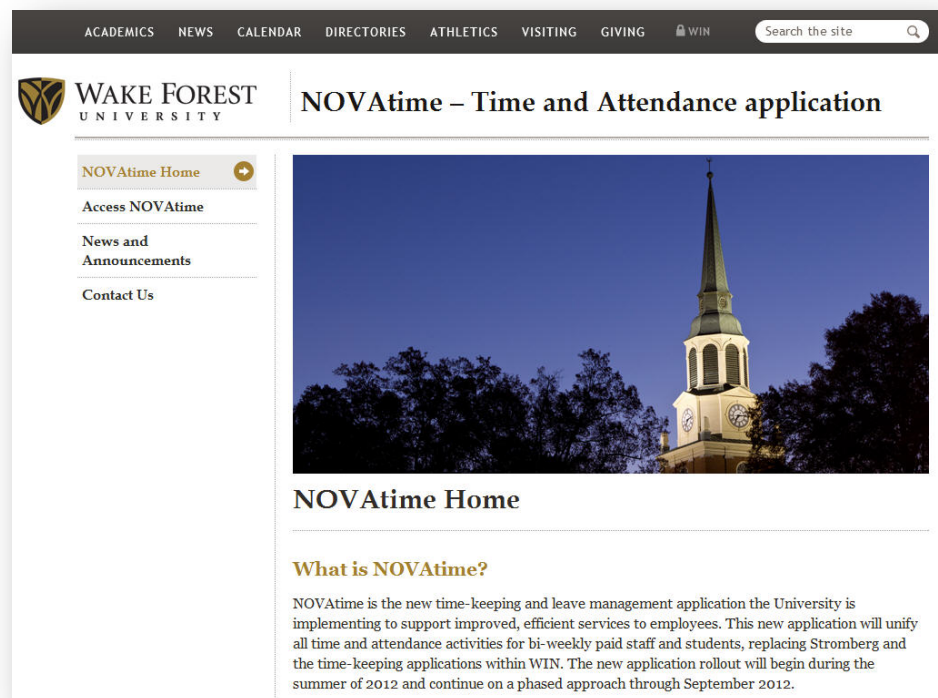 ACADEMICS NEWS CALENDAR DIRECTORIES ATHLETICS VISITING GIVING WIN Search the site
WAKE FOREST
UNIVERSITY
NOVAtime – Time and Attendance application
NOVAtime Home
Access NOVAtime
News and
Announcements
Contact Us
NOVAtime Home
What is NOVAtime?
NOVAtime is the new time-keeping and leave management application the University is
implementing to support improved, efficient services to employees. This new application will unify
all time and attendance activities for bi-weekly paid staff and students, replacing Stromberg and
the time-keeping applications within WIN. The new application rollout will begin during the
summer of 2012 and continue on a phased approach through September 2012.